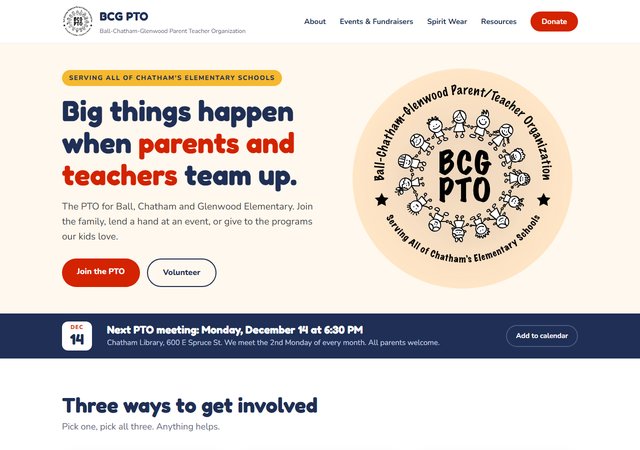 BCG PTO
BCG PTO
Ball-Chatham-Glenwood Parent Teacher Organization
About
Events & Fundraisers
Spirit Wear
Resources
Donate
SERVING ALL OF CHATHAM'S ELEMENTARY SCHOOLS
Big things happen
when parents and
teachers team up.
The PTO for Ball, Chatham and Glenwood Elementary. Join
the family, lend a hand at an event, or give to the programs
our kids love.
Join the PTO
Volunteer
Ball-Chatham-Glenwood Parent/Teacher Organization
BCG
PTO
Serving All of Chatham's Elementary Schools
DEC
14
Next PTO meeting: Monday, December 14 at 6:30 PM
Chatham Library, 600 E Spruce St. We meet the 2nd Monday of every month. All parents welcome.
Add to calendar
Three ways to get involved
Pick one, pick all three. Anything helps.